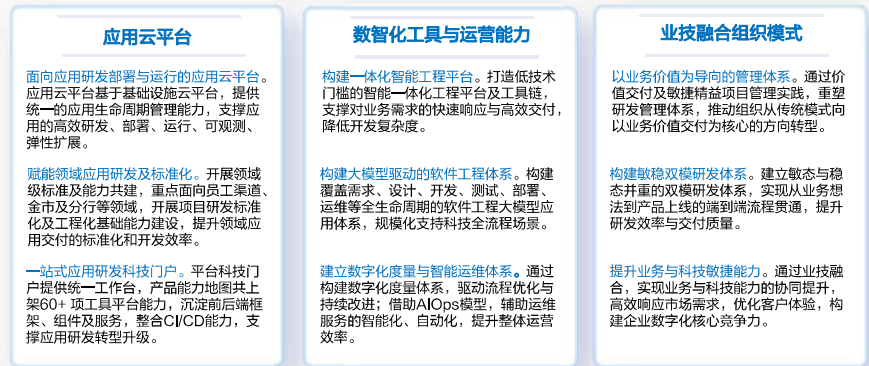 应用云平台
面向应用研发部署与运行的应用云平台。
应用云平台基于基础设施云平台，提供
统一的应用生命周期管理能力，支撑应
用的高效研发、部署、运行、可观测、
弹性扩展。
赋能领域应用研发及标准化。开展领域
级标准及能力共建，重点面向员工渠道、
金市及分行等领域，开展项目研发标准
化及工程化基础能力建设，提升领域应
用交付的标准化和开发效率。
一站式应用研发科技门户。平台科技门
户提供统一工作台，产品能力地图共上
架60+ 项工具平台能力，沉淀前后端框
架、组件及服务，整合CI/CD能力，支
撑应用研发转型升级。
数智化工具与运营能力
构建一体化智能工程平台。打造低技术
门槛的智能一体化工程平台及工具链，
支撑对业务需求的快速响应与高效交付，
降低开发复杂度。
构建大模型驱动的软件工程体系。构建
覆盖需求、设计、开发、测试、部署、
运维等全生命周期的软件工程大模型应
用体系，规模化支持科技全流程场景。
建立数字化度量与智能运维体系。通过
构建数字化度量体系，驱动流程优化与
持续改进；借助AIOps模型，辅助运维
服务的智能化、自动化，提升整体运营
效率。
业技融合组织模式
以业务价值为导向的管理体系。通过价
值交付及敏捷精益项目管理实践，重塑
研发管理体系，推动组织从传统模式向
以业务价值交付为核心的方向转型。
构建敏稳双模研发体系。建立敏态与稳
态并重的双模研发体系，实现从业务想
法到产品上线的端到端流程贯通，提升
研发效率与交付质量。
提升业务与科技敏捷能力。通过业技融
合，实现业务与科技能力的协同提升，
高效响应市场需求，优化客户体验，构
建企业数字化核心竞争力。